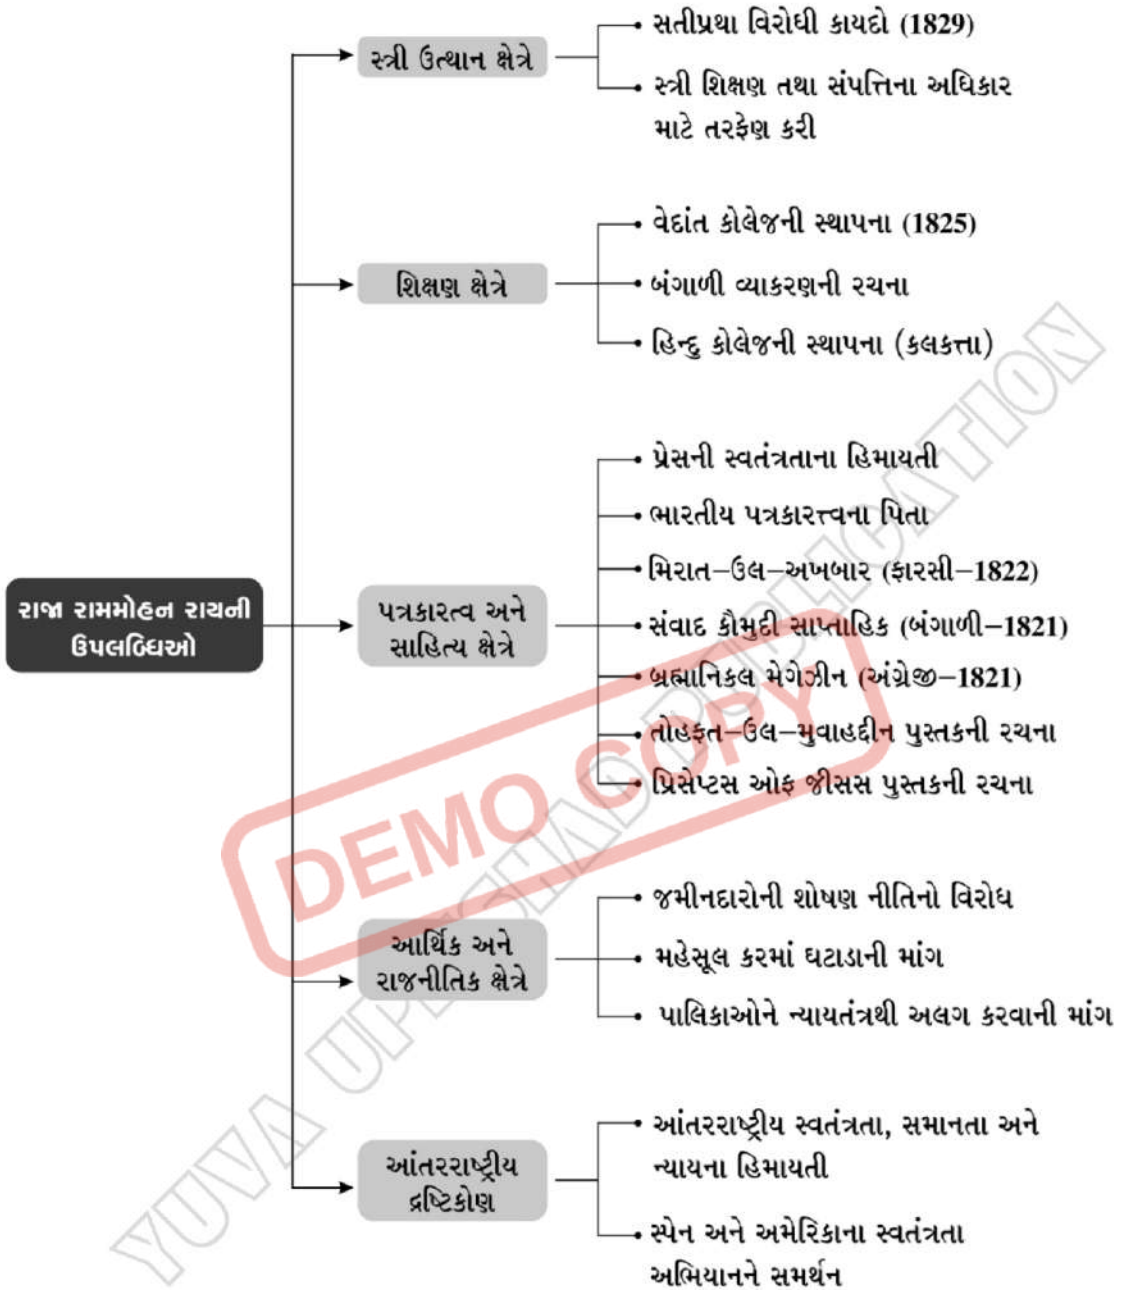 સતીપ્રથા વિરોધી કાયદો (1829)
સ્ત્રી ઉત્થાન ક્ષેત્રે
સ્ત્રી શિક્ષણ તથા સંપત્તિના અધિકાર
માટે તરફેણ કરી
વેદાંત કોલેજની સ્થાપના (1825)
શિક્ષણ ક્ષેત્રે
બંગાળી વ્યાકરણની રચના
હિન્દુ કોલેજની સ્થાપના (કલકત્તા)
પ્રેસની સ્વતંત્રતાના હિમાયતી
ભારતીય પત્રકારત્ત્વના પિતા
મિરાત–ઉલ–અખબાર (ફારસી–1822)
રાજા રામમોહન રાયની
ઉપલબ્ધિઓ
પત્રકારત્વ અને
સાહિત્ય ક્ષેત્રે
સંવાદ કૌમુદી સાપ્તાહિક (બંગાળી–1821)
બ્રહ્માનિકલ મેગેઝીન (અંગ્રેજી–1821)
તોહફત–ઉલ–મુવાહદ્દીન પુસ્તકની રચના
પ્રિસેપ્ટસ ઓફ જીસસ પુસ્તકની રચના
DEMO COPY
જમીનદારોની શોષણ નીતિનો વિરોધ
આર્થિક અને
રાજનીતિક ક્ષેત્રે
મહેસૂલ કરમાં ઘટાડાની માંગ
પાલિકાઓને ન્યાયતંત્રથી અલગ કરવાની માંગ
આંતરરાષ્ટ્રીય સ્વતંત્રતા, સમાનતા અને
ન્યાયના હિમાયતી
આંતરરાષ્ટ્રીય
દ્રષ્ટિકોણ
સ્પેન અને અમેરિકાના સ્વતંત્રતા
અભિયાનને સમર્થન
YUVA UPNISHAD PUBLICATION